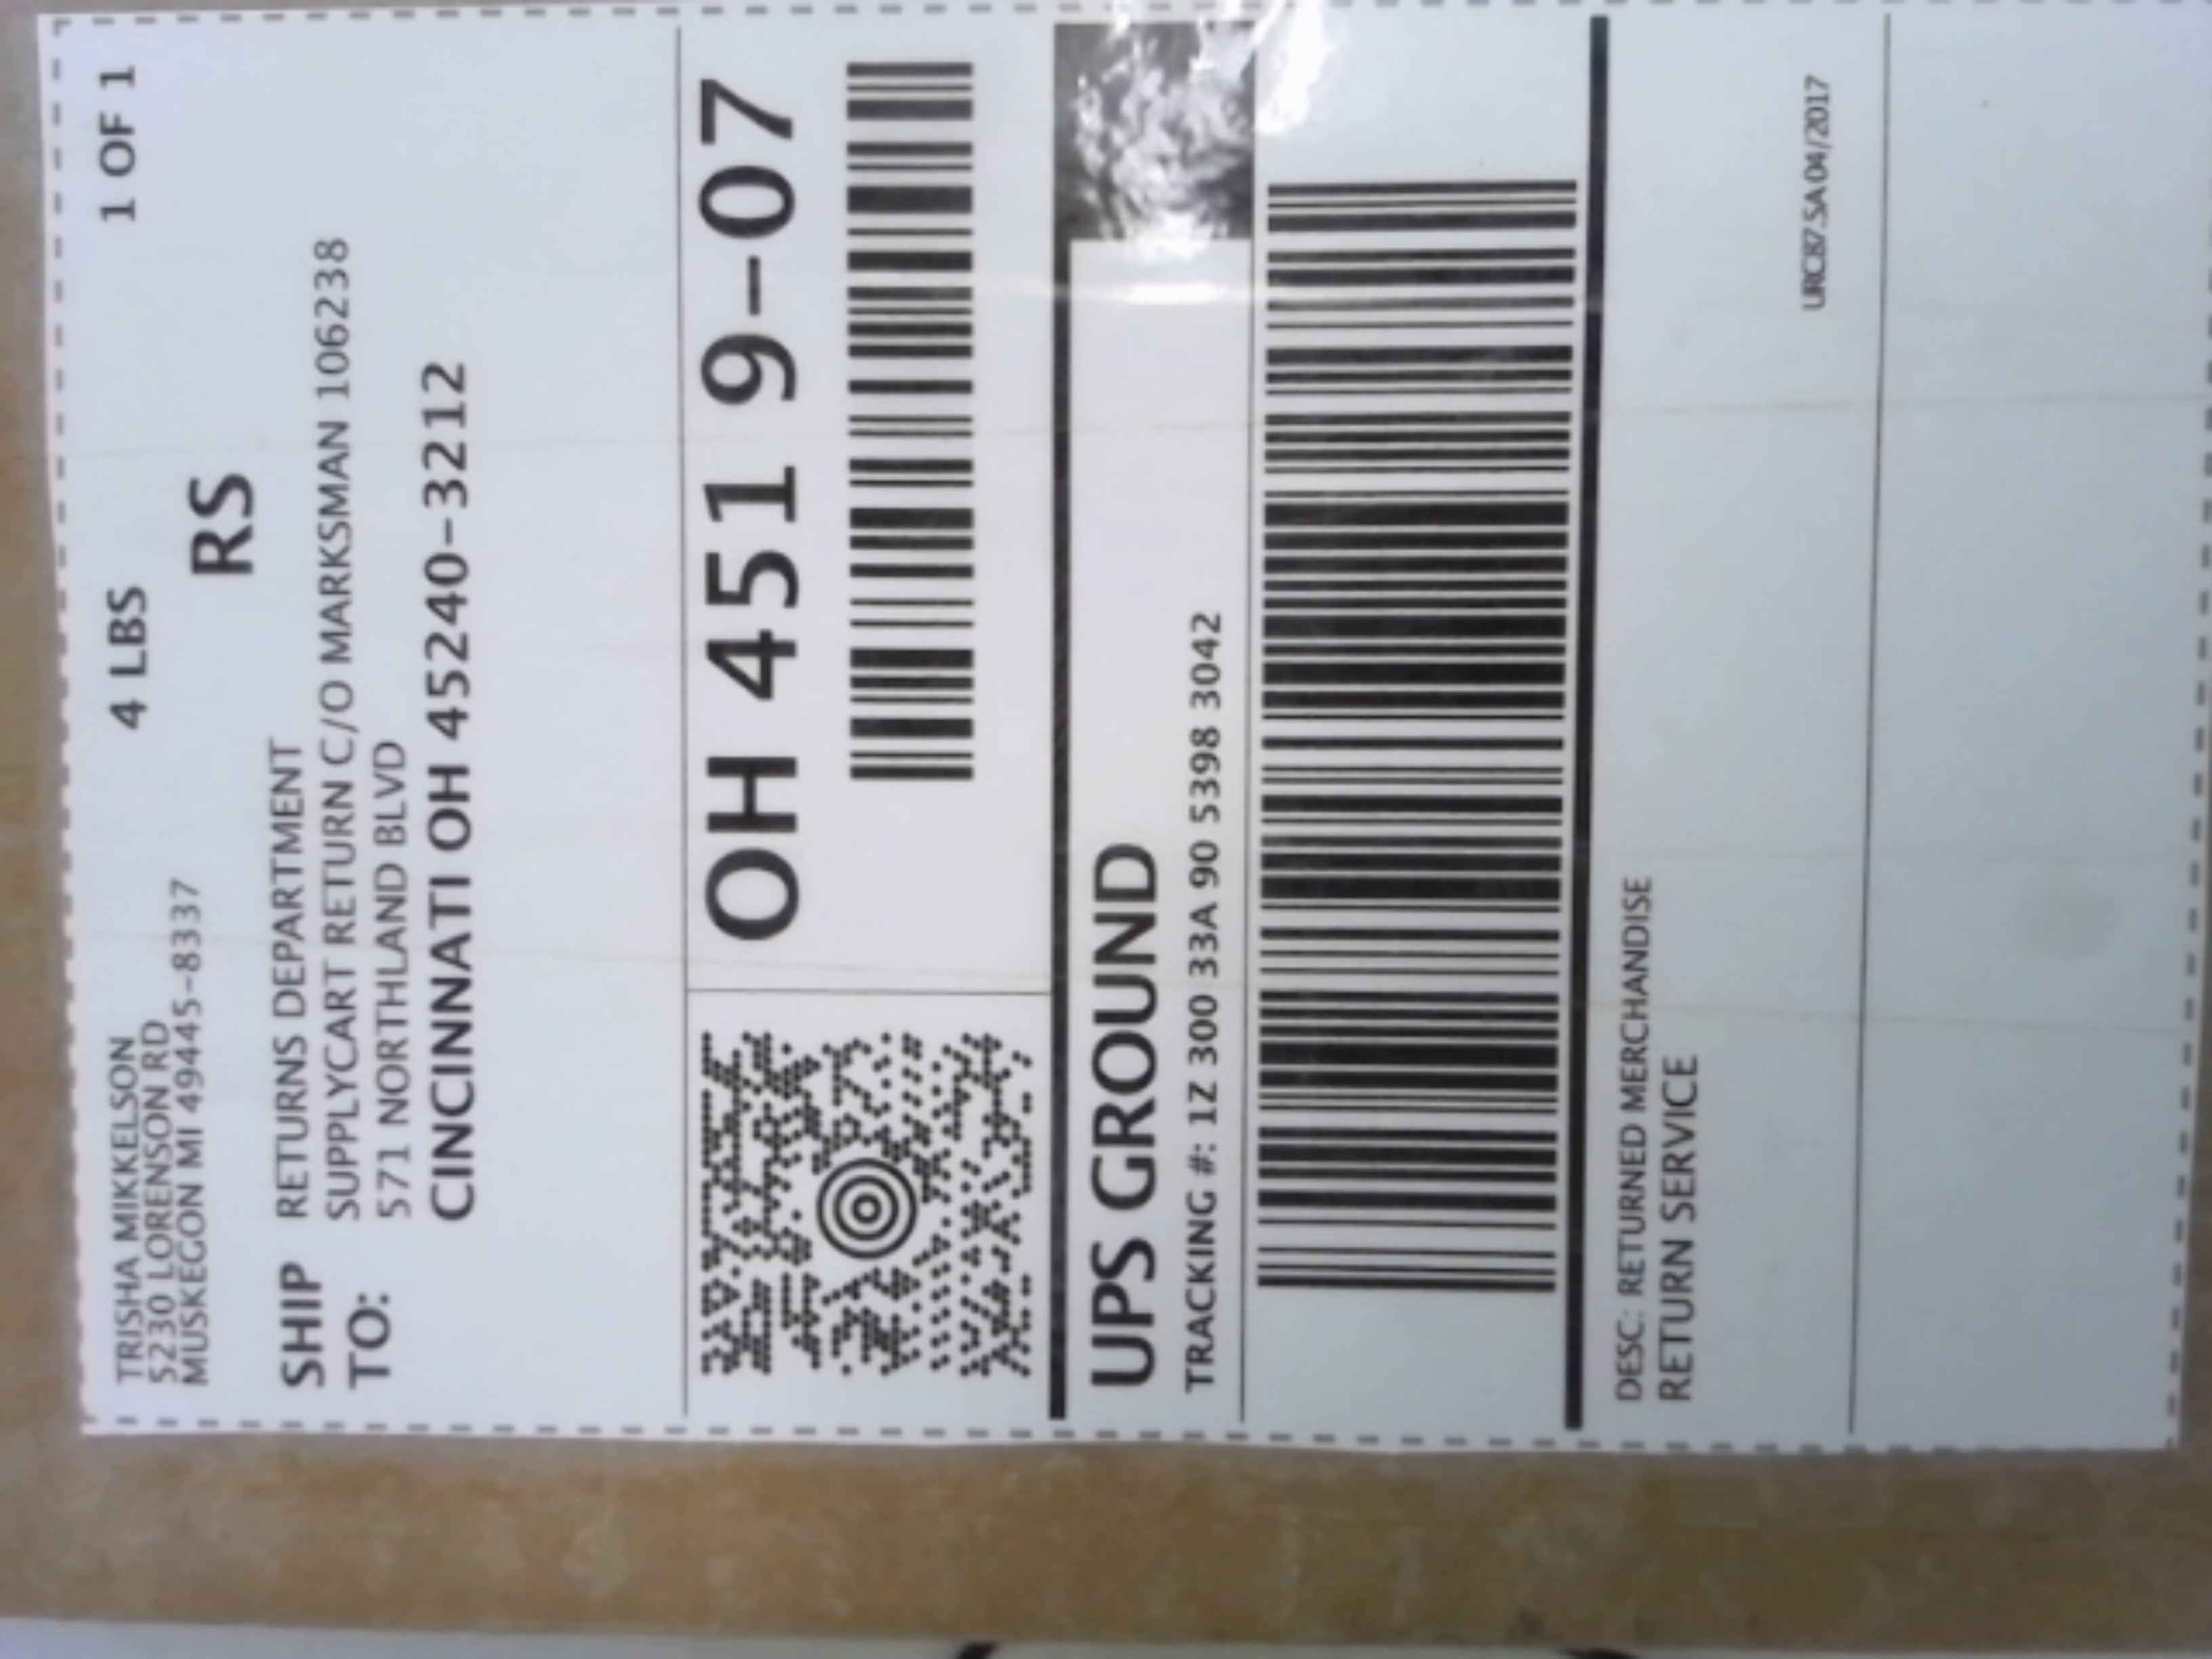 TRISHA MIKKELSON
5230 LORENSON RD
MUSKEGON MI 49445-8337
4 LBS
1 OF 1
RS
SHIP TO:
RETURNS DEPARTMENT
SUPPLYCART RETURN C/O MARKSMAN 106238
571 NORTHLAND BLVD
CINCINNATI OH 45240-3212
OH 451 9-07
UPS GROUND
TRACKING #: 1Z 300 33A 90 5398 3042
DESC: RETURNED MERCHANDISE
RETURN SERVICE
URC87.5A 04/2017